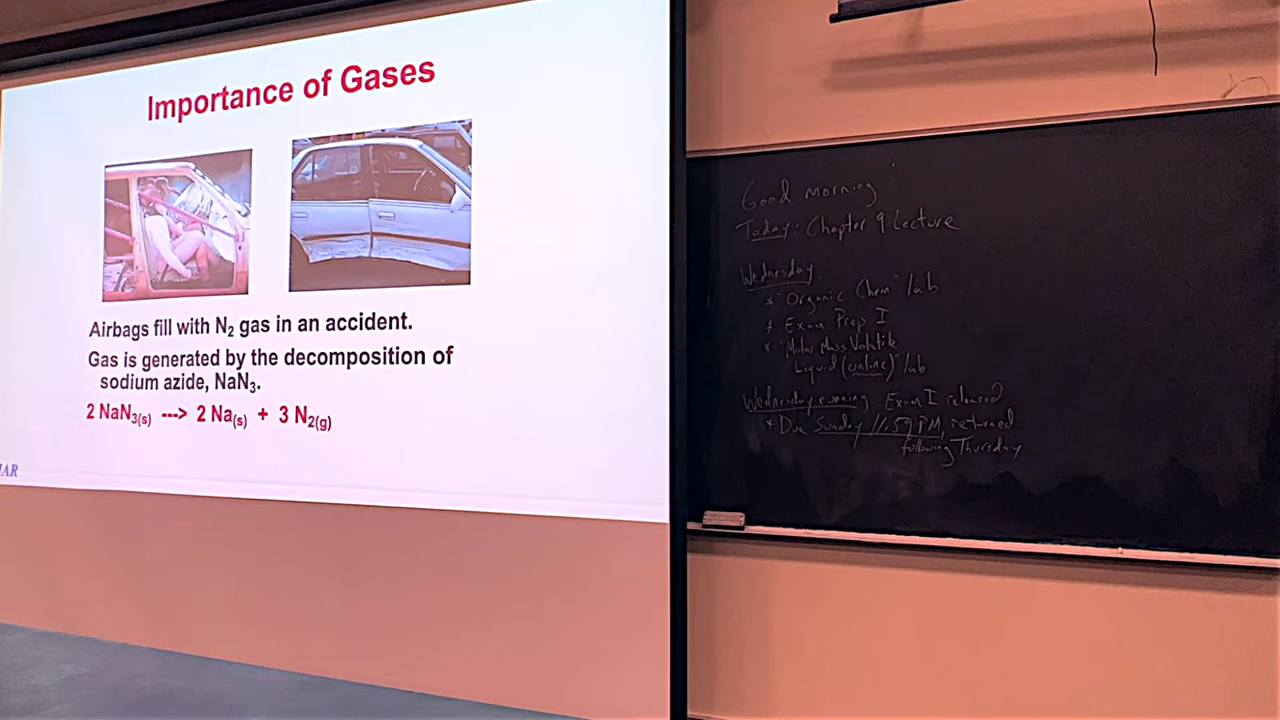 Importance of Gases
Airbags fill with N₂ gas in an accident.
Gas is generated by the decomposition of
sodium azide, NaN₃.
2 NaN₃(s) ---> 2 Na(s) + 3 N₂(g)
MAR
Good morning
Today: Chapter 9 Lecture
Wednesday.
* "Organic Chem" lab
* Exam Prep I
* "Molar Mass Volatile
Liquid (online)" lab
Wednesday evening. Exam I released
* Due Sunday 11:59 PM, returned
following Thursday